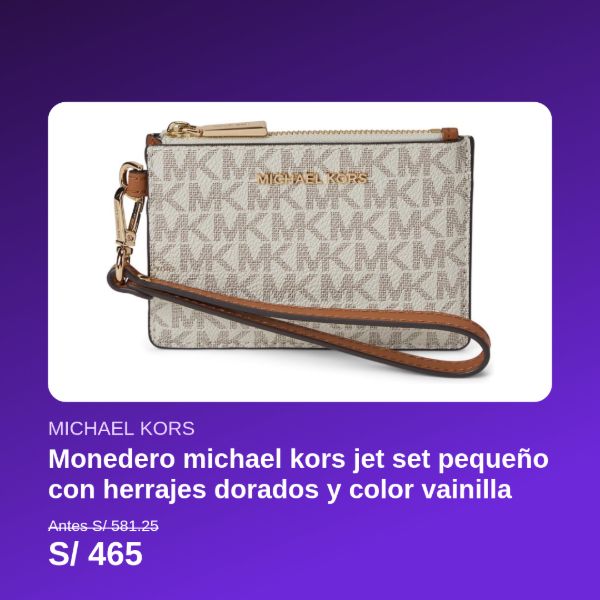 MICHAEL KORS
MICHAEL KORS
Monedero michael kors jet set pequeño
con herrajes dorados y color vainilla
Antes S/ 581.25
S/ 465